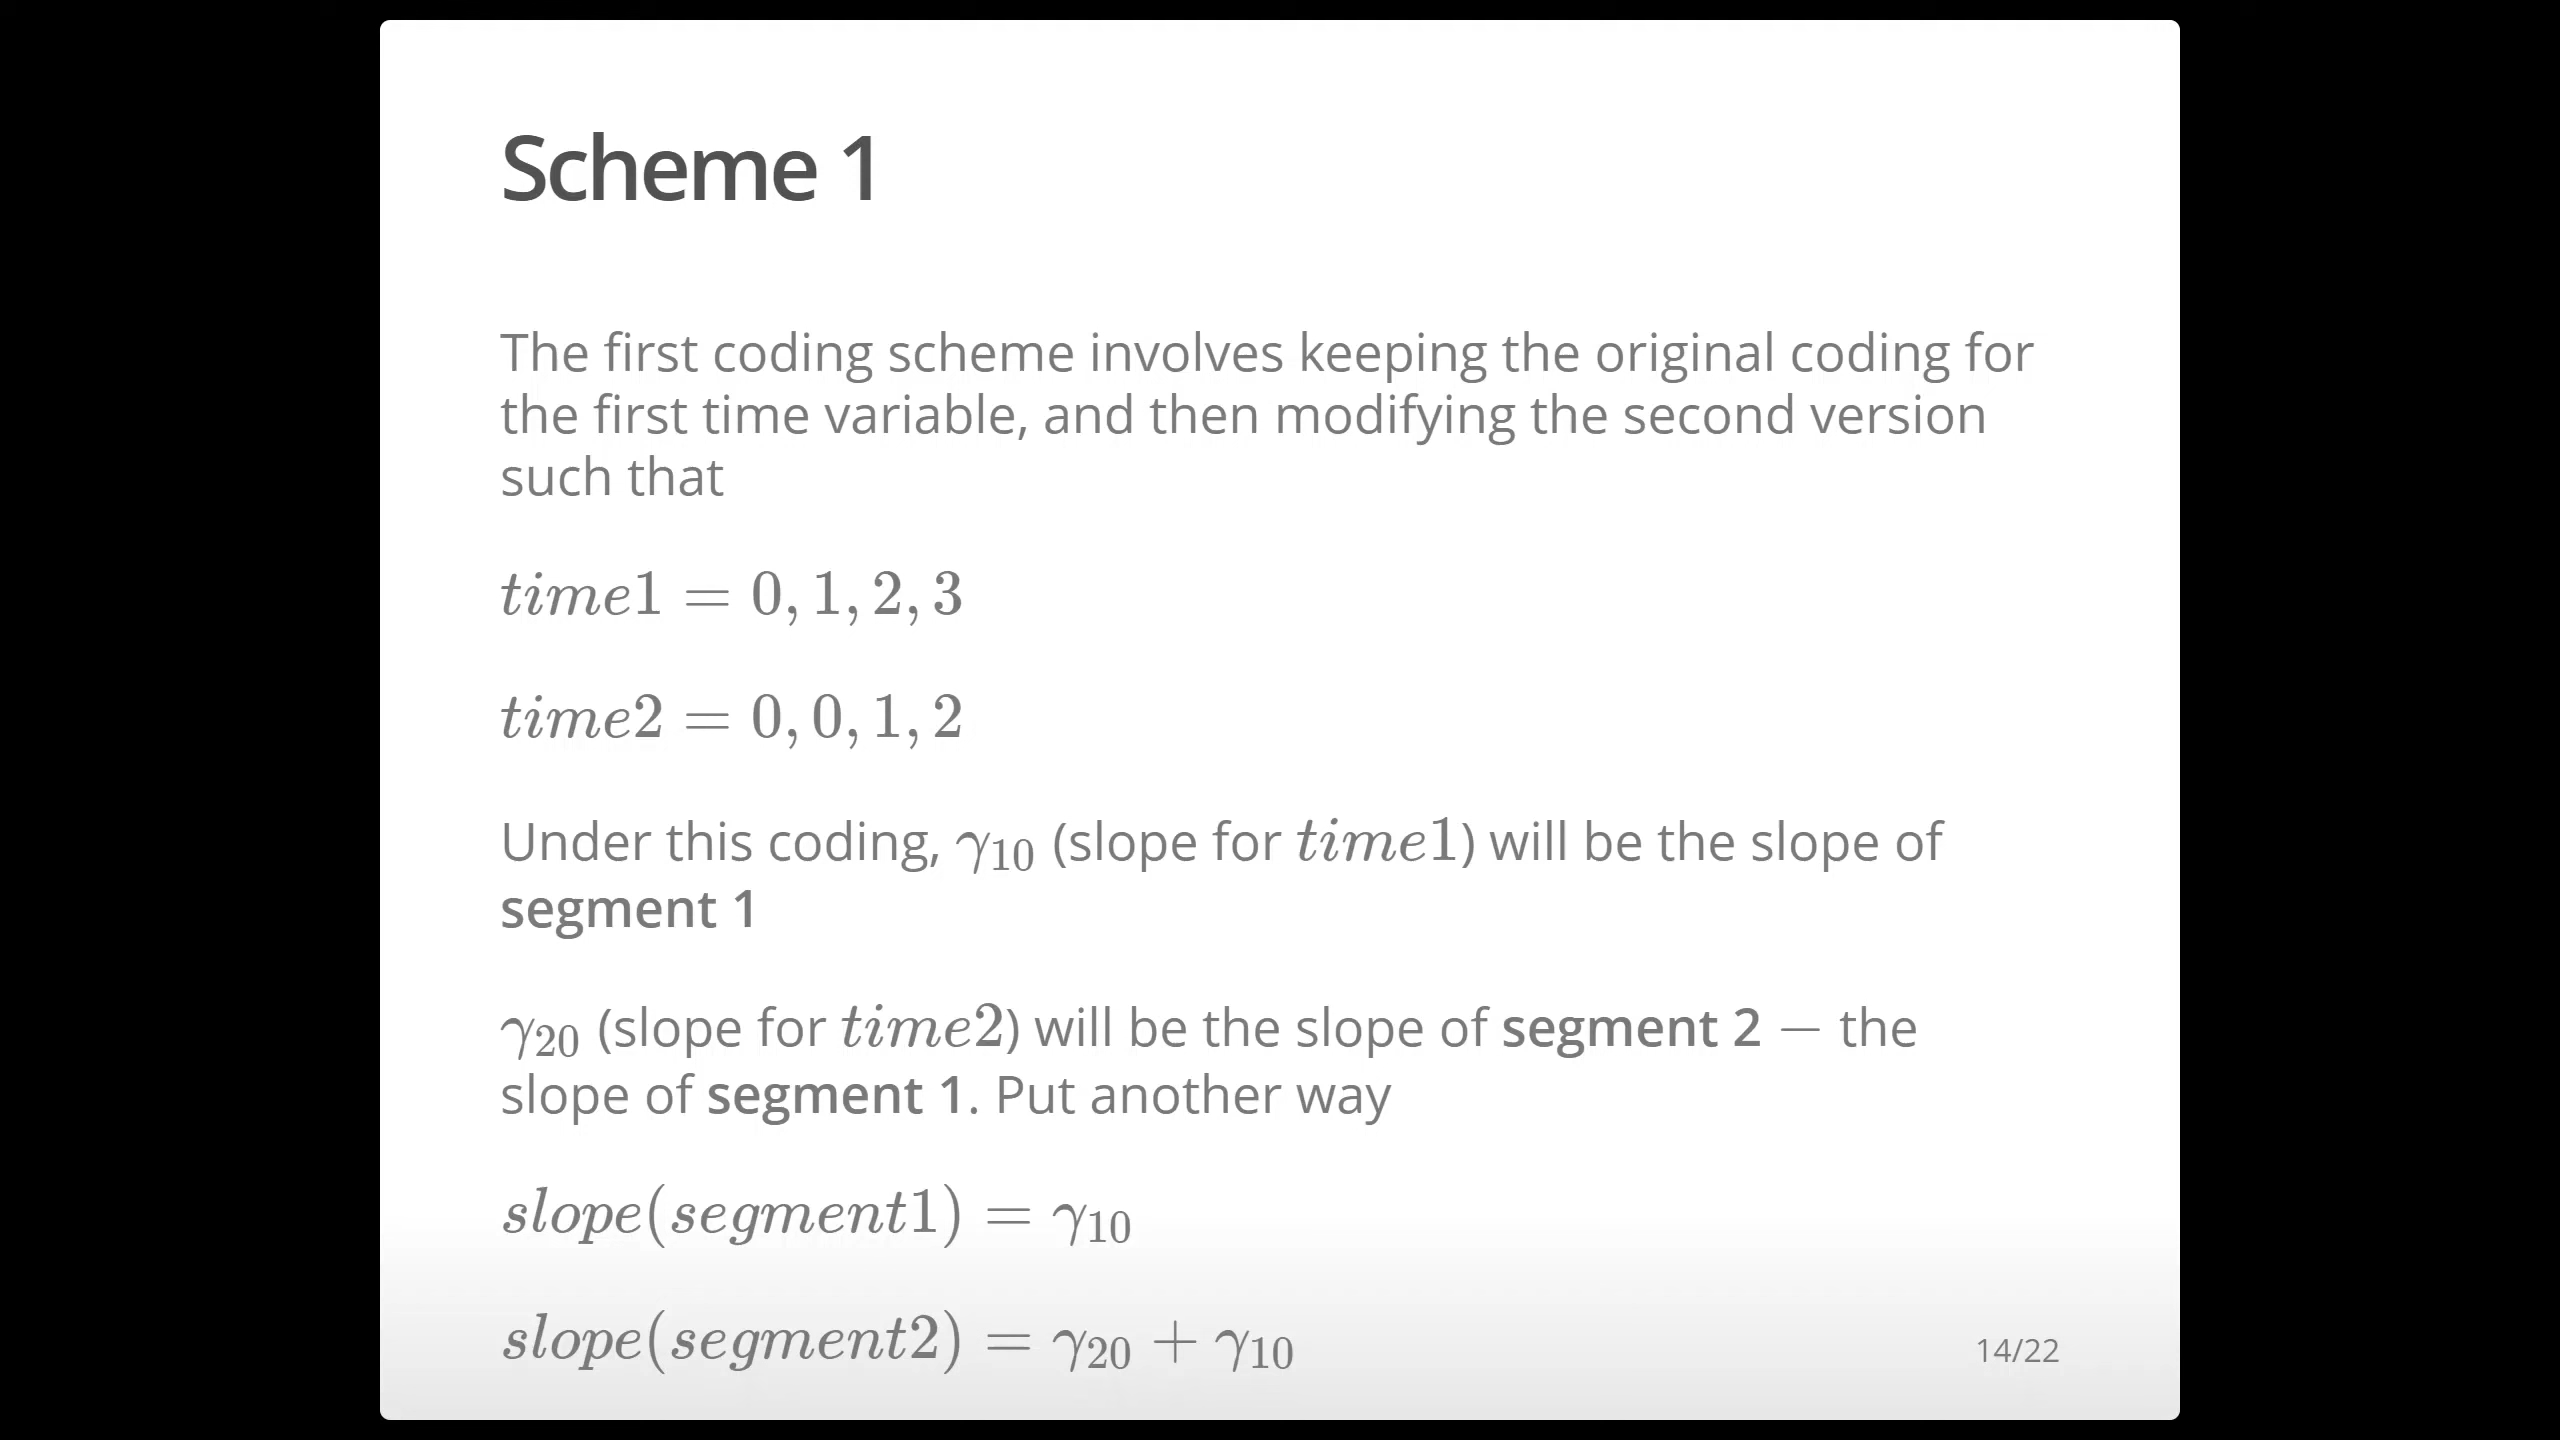 Scheme 1
The first coding scheme involves keeping the original coding for
the first time variable, and then modifying the second version
such that
time1 = 0, 1, 2, 3
time2 = 0, 0, 1, 2
Under this coding, γ₁₀ (slope for time1) will be the slope of
segment 1
γ₂₀ (slope for time2) will be the slope of segment 2 − the
slope of segment 1. Put another way
slope(segment1) = γ₁₀
slope(segment2) = γ₂₀ + γ₁₀
14/22